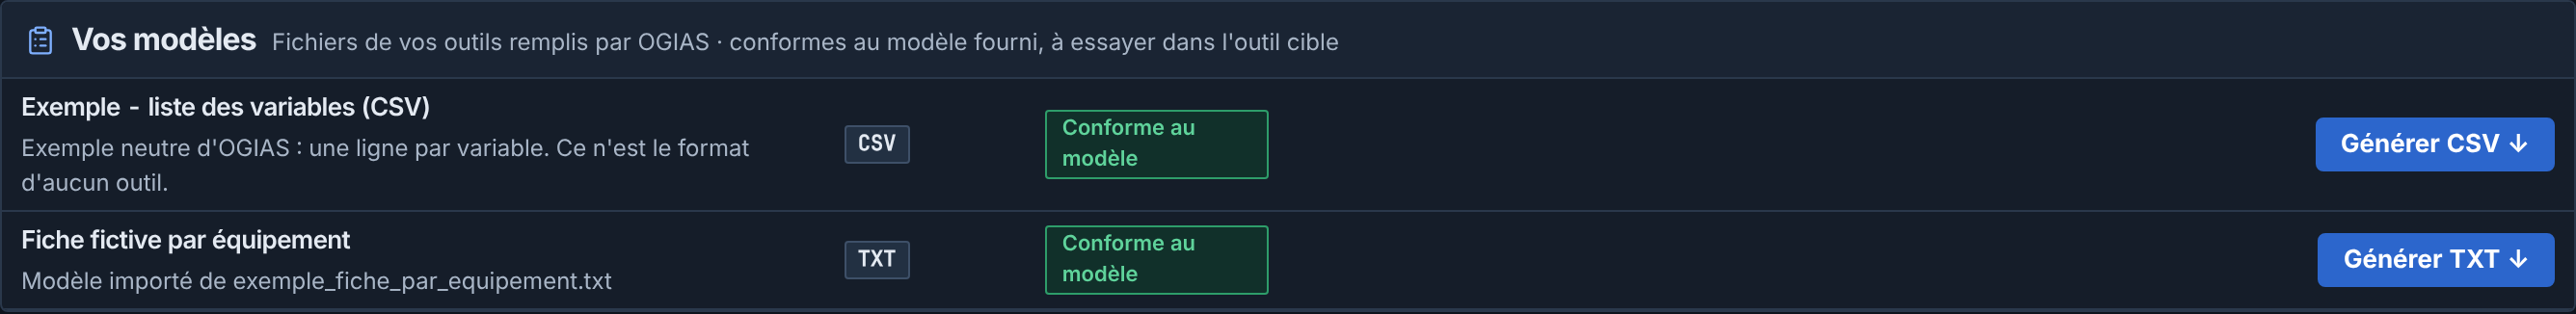 Vos modèles Fichiers de vos outils remplis par OGIAS · conformes au modèle fourni, à essayer dans l'outil cible
Exemple - liste des variables (CSV)
Exemple neutre d'OGIAS : une ligne par variable. Ce n'est le format
d'aucun outil.
CSV
Conforme au
modèle
Générer CSV ↓
Fiche fictive par équipement
Modèle importé de exemple_fiche_par_equipement.txt
TXT
Conforme au
modèle
Générer TXT ↓